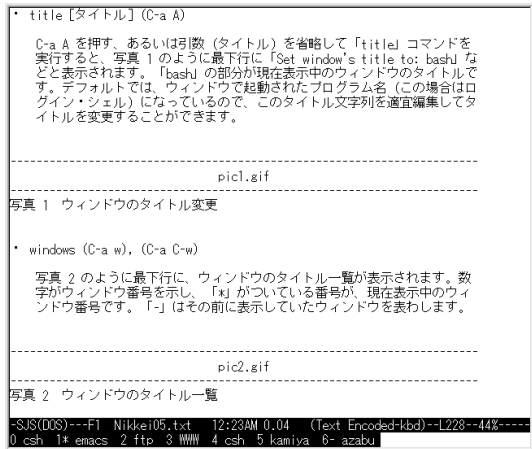 ・ title [タイトル] (C-a A)
C-a A を押す、あるいは引数 (タイトル) を省略して「title」コマンドを
実行すると、写真 1 のように最下行に「Set window's title to: bash」な
どと表示されます。「bash」の部分が現在表示中のウィンドウのタイトルで
す。デフォルトでは、ウィンドウで起動されたプログラム名 (この場合はロ
グイン・シェル) になっているので、このタイトル文字列を適宜編集してタ
イトルを変更することができます。
------------------------------------------------------------------------
pic1.gif
------------------------------------------------------------------------
写真 1 ウィンドウのタイトル変更
・ windows (C-a w), (C-a C-w)
写真 2 のように最下行に、ウィンドウのタイトル一覧が表示されます。数
字がウィンドウ番号を示し、「*」がついている番号が、現在表示中のウィ
ンドウ番号です。「-」はその前に表示していたウィンドウを表わします。
------------------------------------------------------------------------
pic2.gif
------------------------------------------------------------------------
写真 2 ウィンドウのタイトル一覧
-SJS(DOS)---F1 Nikkei05.txt 12:23AM 0.04 (Text Encoded-kbd)--L228--44%-----
0 csh 1* emacs 2 ftp 3 WWW 4 csh 5 kamiya 6- azabu